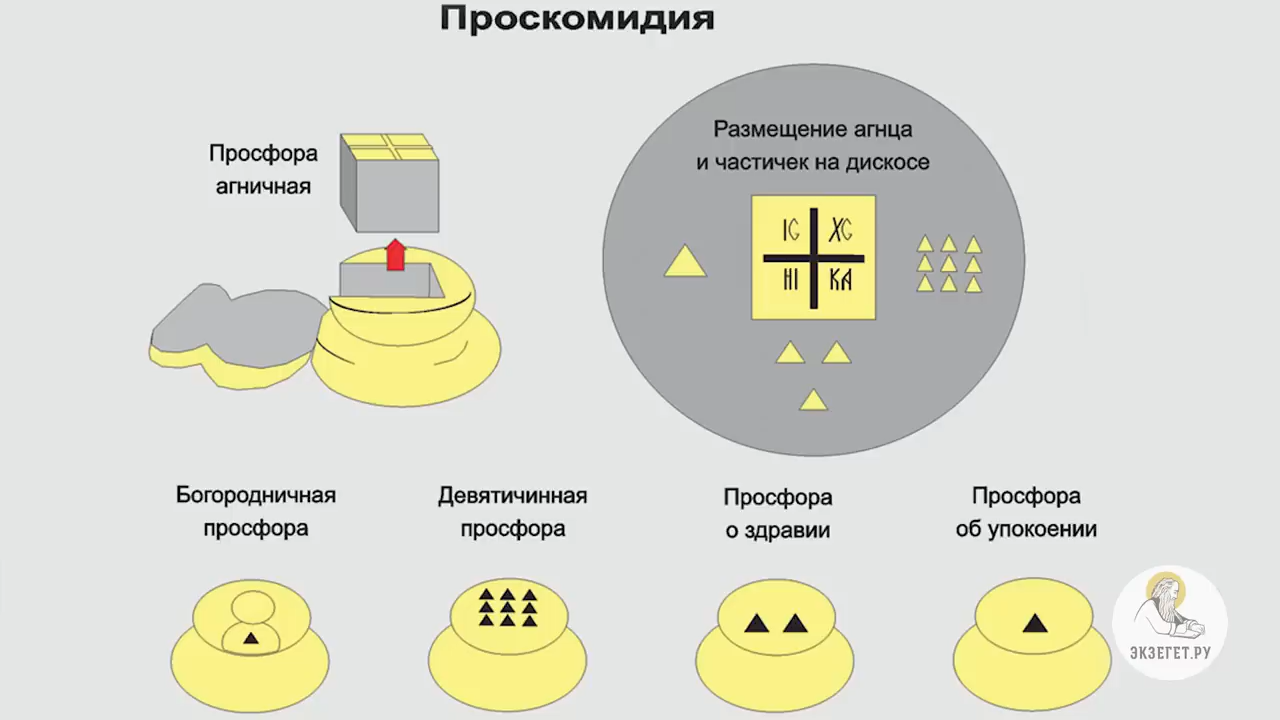 Проскомидия
Просфора
агничная
Размещение агнца
и частичек на дискосе
ІС ХС
НІ КА
Богородничная
просфора
Девятичинная
просфора
Просфора
о здравии
Просфора
об упокоении
ЭКЗЕГЕТ.РУ